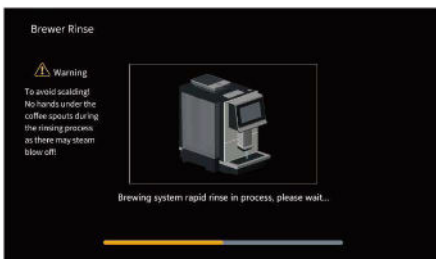 Brewer Rinse
Warning
To avoid scalding!
No hands under the
coffee spouts during
the rinsing process
as there may steam
blow off!
Brewing system rapid rinse in process, please wait...